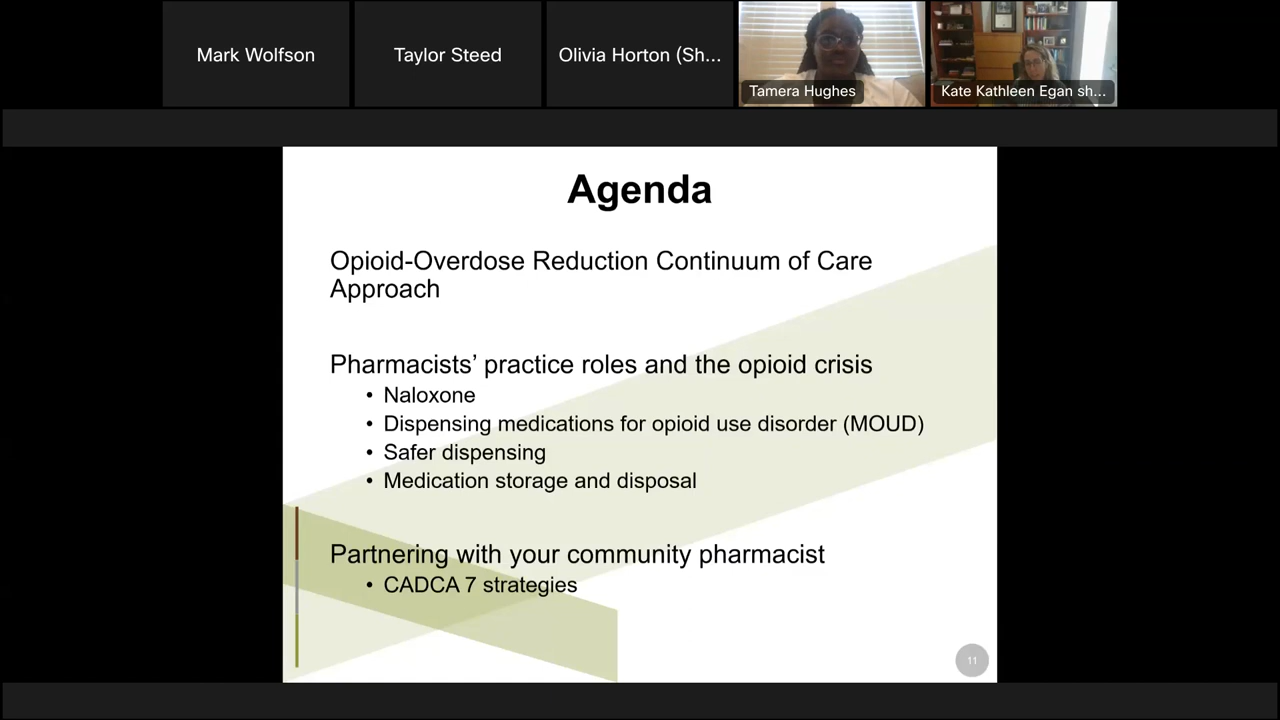 Mark Wolfson
Taylor Steed
Olivia Horton (Sh...
Tamera Hughes
Kate Kathleen Egan sh...
Agenda
Opioid-Overdose Reduction Continuum of Care
Approach
Pharmacists’ practice roles and the opioid crisis
• Naloxone
• Dispensing medications for opioid use disorder (MOUD)
• Safer dispensing
• Medication storage and disposal
Partnering with your community pharmacist
• CADCA 7 strategies
11